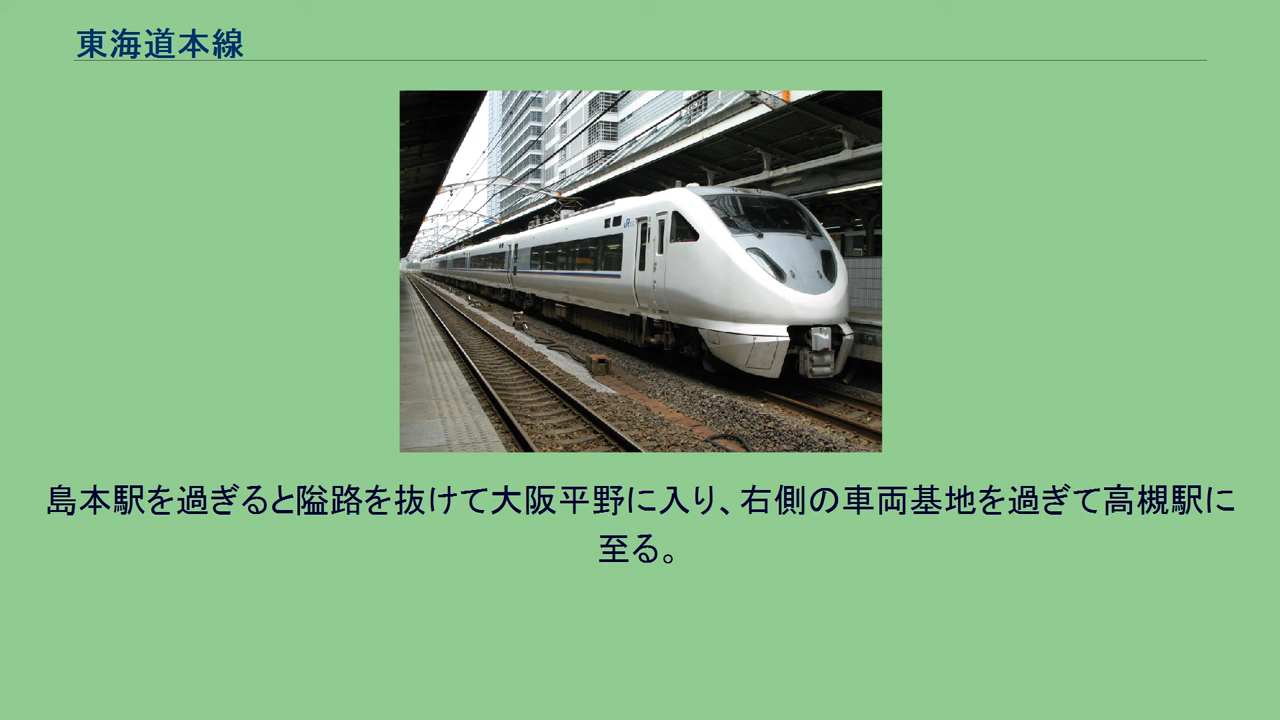 東海道本線
JR
島本駅を過ぎると隘路を抜けて大阪平野に入り、右側の車両基地を過ぎて高槻駅に
至る。